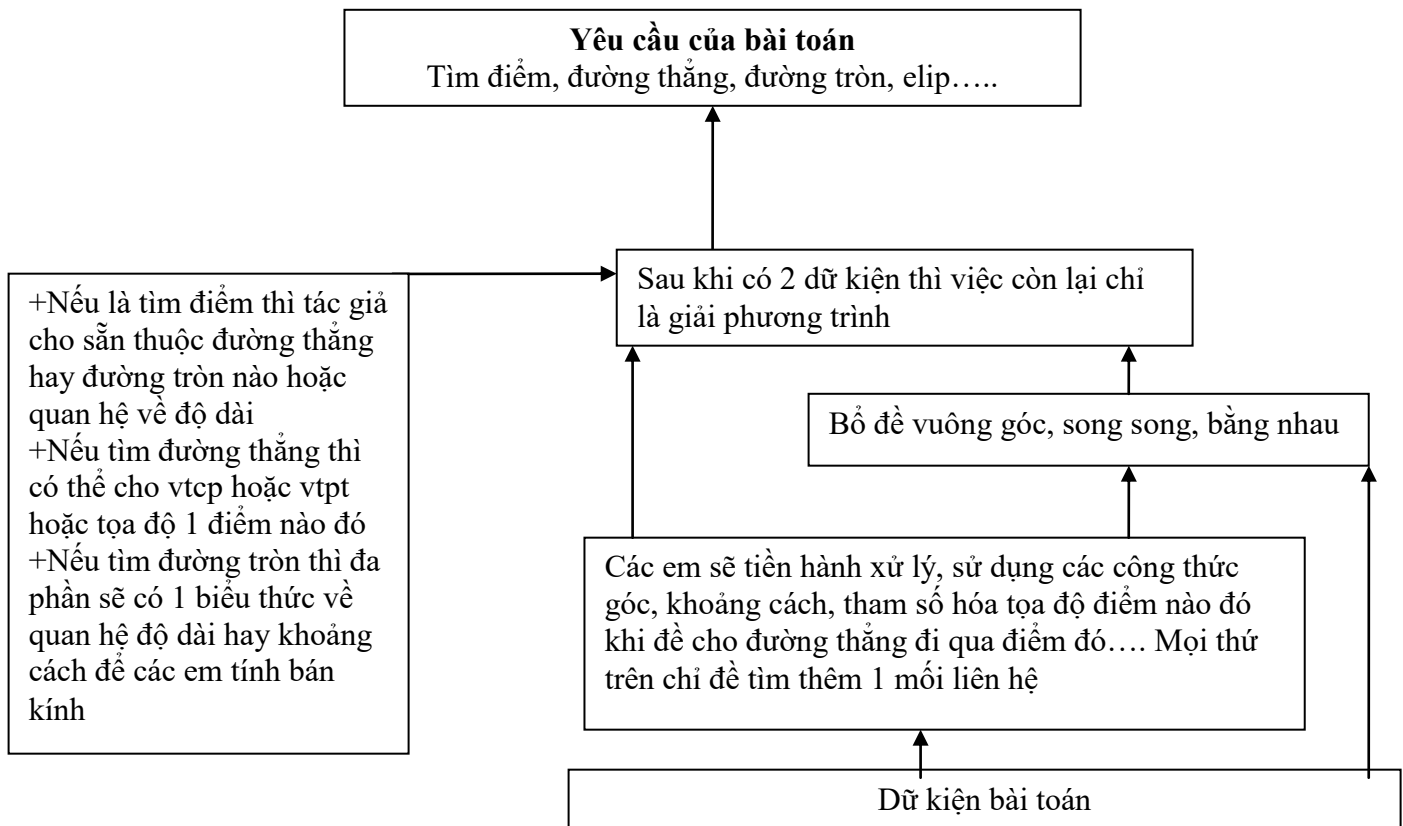 Yêu cầu của bài toán
Tìm điểm, đường thẳng, đường tròn, elip…..
Sau khi có 2 dữ kiện thì việc còn lại chỉ
là giải phương trình
+Nếu là tìm điểm thì tác giả
cho sẵn thuộc đường thẳng
hay đường tròn nào hoặc
quan hệ về độ dài
+Nếu tìm đường thẳng thì
có thể cho vtcp hoặc vtpt
hoặc tọa độ 1 điểm nào đó
+Nếu tìm đường tròn thì đa
phần sẽ có 1 biểu thức về
quan hệ độ dài hay khoảng
cách để các em tính bán
kính
Bổ đề vuông góc, song song, bằng nhau
Các em sẽ tiền hành xử lý, sử dụng các công thức
góc, khoảng cách, tham số hóa tọa độ điểm nào đó
khi đề cho đường thẳng đi qua điểm đó…. Mọi thứ
trên chỉ đề tìm thêm 1 mối liên hệ
Dữ kiện bài toán